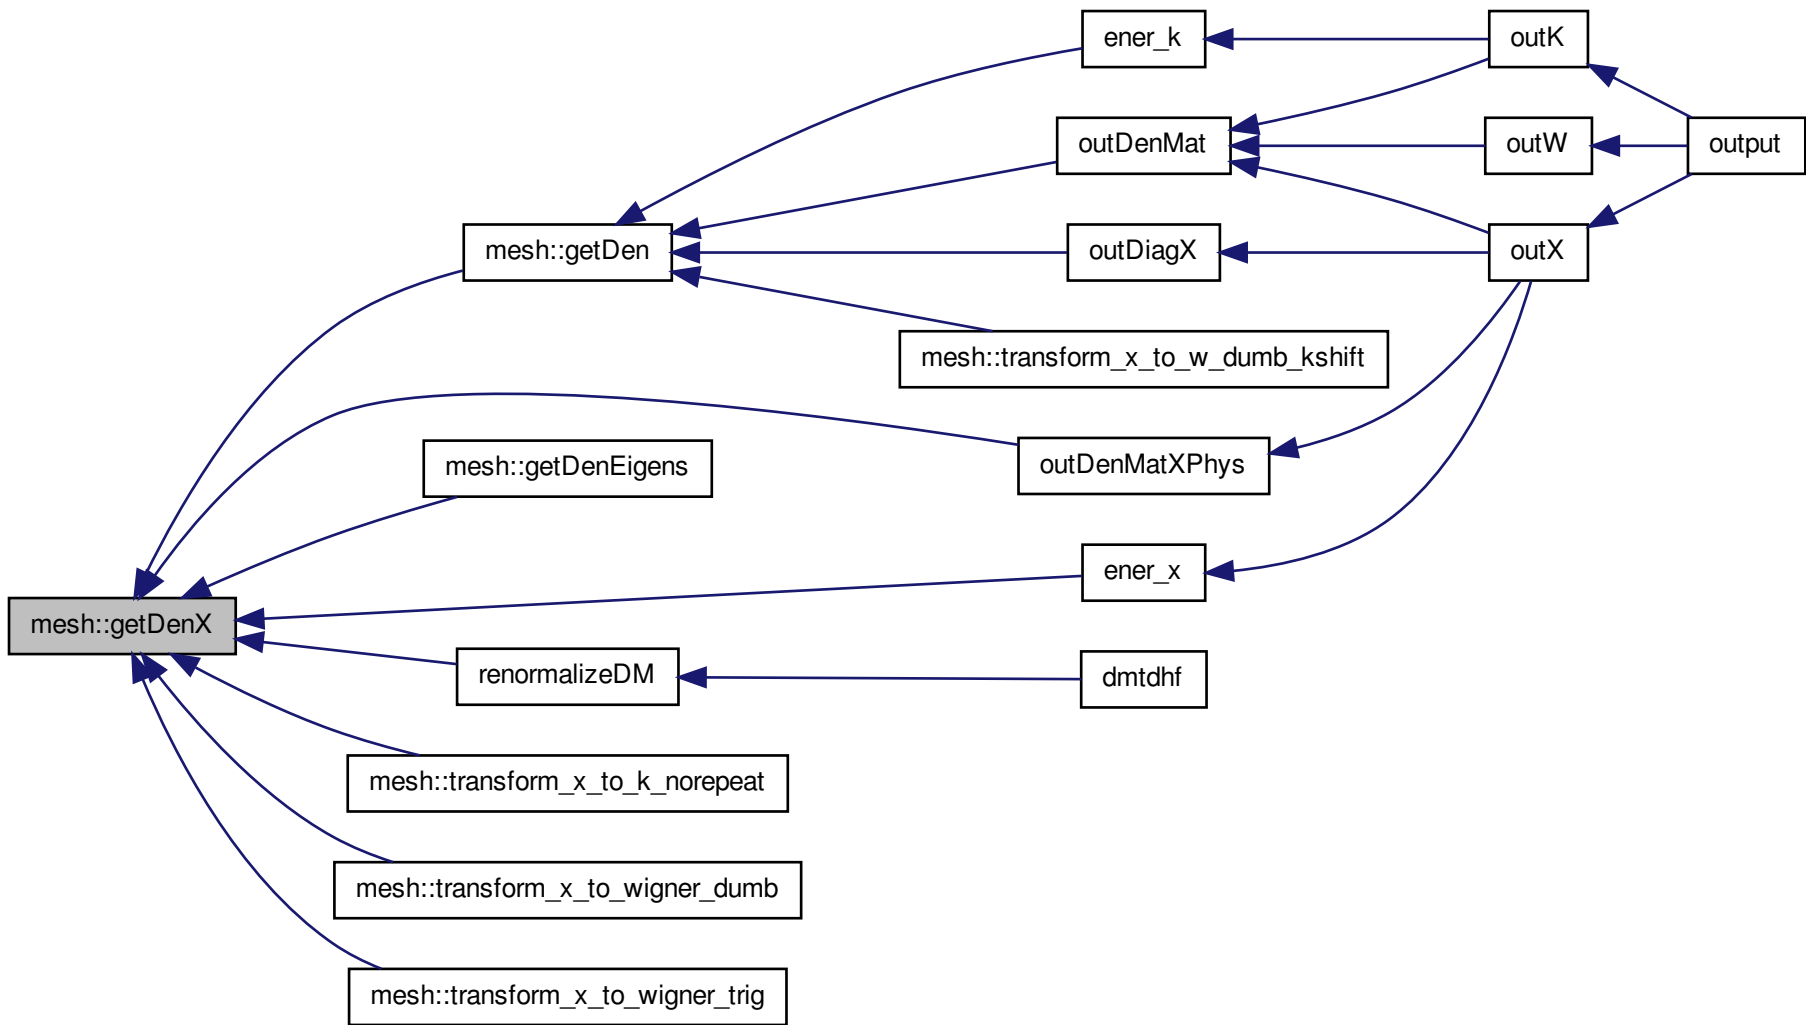 ener_k
outK
outDenMat
outW
output
mesh::getDen
outDiagX
outX
mesh::transform_x_to_w_dumb_kshift
mesh::getDenEigens
outDenMatXPhys
ener_x
mesh::getDenX
renormalizeDM
dmtdhf
mesh::transform_x_to_k_norepeat
mesh::transform_x_to_wigner_dumb
mesh::transform_x_to_wigner_trig